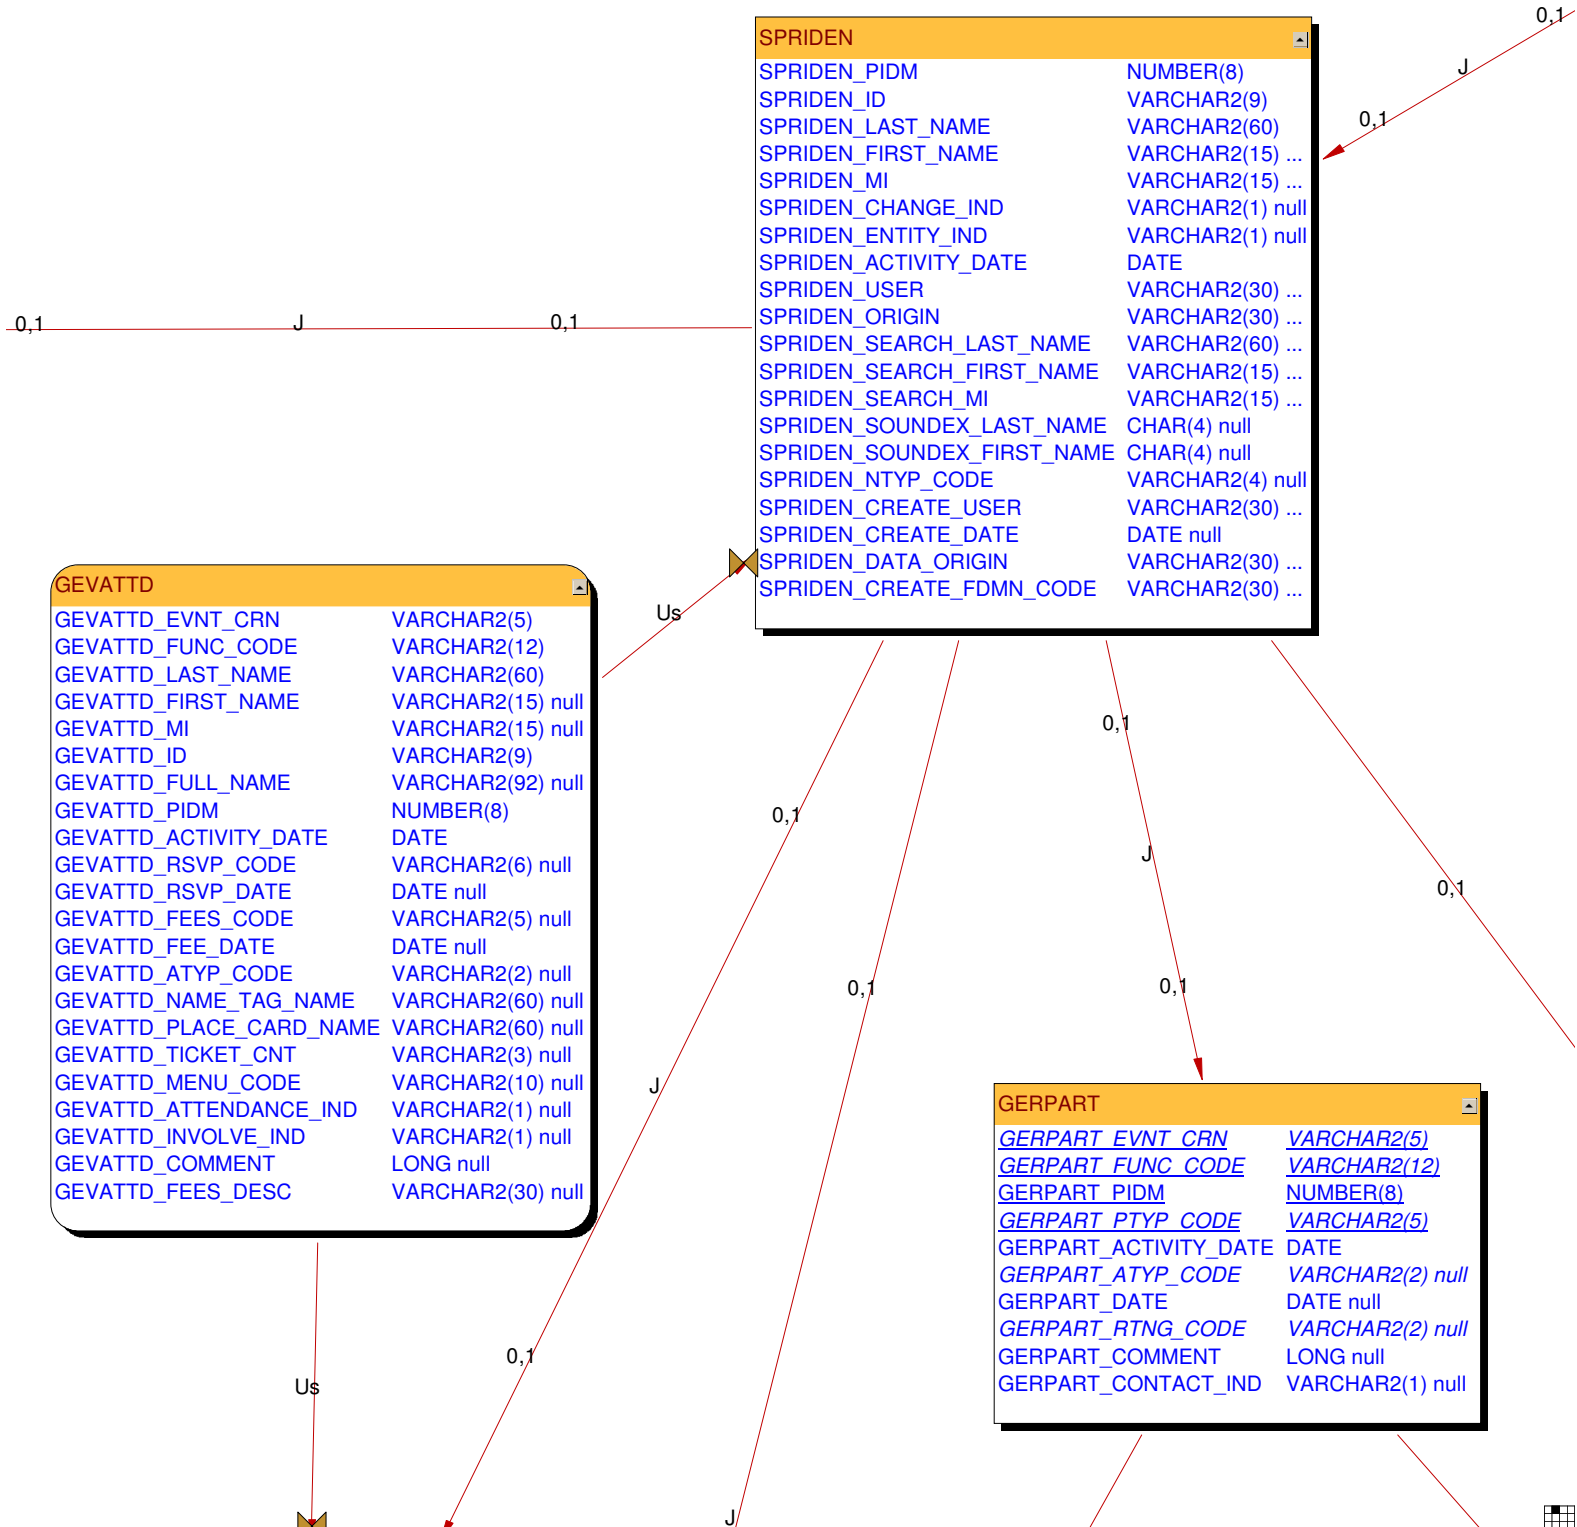 0,1
J
0,1
SPRIDEN
SPRIDEN_PIDM NUMBER(8)
SPRIDEN_ID VARCHAR2(9)
SPRIDEN_LAST_NAME VARCHAR2(60)
SPRIDEN_FIRST_NAME VARCHAR2(15) ...
SPRIDEN_MI VARCHAR2(15) ...
SPRIDEN_CHANGE_IND VARCHAR2(1) null
SPRIDEN_ENTITY_IND VARCHAR2(1) null
SPRIDEN_ACTIVITY_DATE DATE
SPRIDEN_USER VARCHAR2(30) ...
SPRIDEN_ORIGIN VARCHAR2(30) ...
SPRIDEN_SEARCH_LAST_NAME VARCHAR2(60) ...
SPRIDEN_SEARCH_FIRST_NAME VARCHAR2(15) ...
SPRIDEN_SEARCH_MI VARCHAR2(15) ...
SPRIDEN_SOUNDEX_LAST_NAME CHAR(4) null
SPRIDEN_SOUNDEX_FIRST_NAME CHAR(4) null
SPRIDEN_NTYP_CODE VARCHAR2(4) null
SPRIDEN_CREATE_USER VARCHAR2(30) ...
SPRIDEN_CREATE_DATE DATE null
SPRIDEN_DATA_ORIGIN VARCHAR2(30) ...
SPRIDEN_CREATE_FDMN_CODE VARCHAR2(30) ...
0,1 J 0,1
Us
GEVATTD
GEVATTD_EVNT_CRN VARCHAR2(5)
GEVATTD_FUNC_CODE VARCHAR2(12)
GEVATTD_LAST_NAME VARCHAR2(60)
GEVATTD_FIRST_NAME VARCHAR2(15) null
GEVATTD_MI VARCHAR2(15) null
GEVATTD_ID VARCHAR2(9)
GEVATTD_FULL_NAME VARCHAR2(92) null
GEVATTD_PIDM NUMBER(8)
GEVATTD_ACTIVITY_DATE DATE
GEVATTD_RSVP_CODE VARCHAR2(6) null
GEVATTD_RSVP_DATE DATE null
GEVATTD_FEES_CODE VARCHAR2(5) null
GEVATTD_FEE_DATE DATE null
GEVATTD_ATYP_CODE VARCHAR2(2) null
GEVATTD_NAME_TAG_NAME VARCHAR2(60) null
GEVATTD_PLACE_CARD_NAME VARCHAR2(60) null
GEVATTD_TICKET_CNT VARCHAR2(3) null
GEVATTD_MENU_CODE VARCHAR2(10) null
GEVATTD_ATTENDANCE_IND VARCHAR2(1) null
GEVATTD_INVOLVE_IND VARCHAR2(1) null
GEVATTD_COMMENT LONG null
GEVATTD_FEES_DESC VARCHAR2(30) null
0,1
0,1
J
0,1
0,1
0,1
J
GERPART
GERPART_EVNT_CRN VARCHAR2(5)
GERPART_FUNC_CODE VARCHAR2(12)
GERPART_PIDM NUMBER(8)
GERPART_PTYP_CODE VARCHAR2(5)
GERPART_ACTIVITY_DATE DATE
GERPART_ATYP_CODE VARCHAR2(2) null
GERPART_DATE DATE null
GERPART_RTNG_CODE VARCHAR2(2) null
GERPART_COMMENT LONG null
GERPART_CONTACT_IND VARCHAR2(1) null
0,1
Us
J